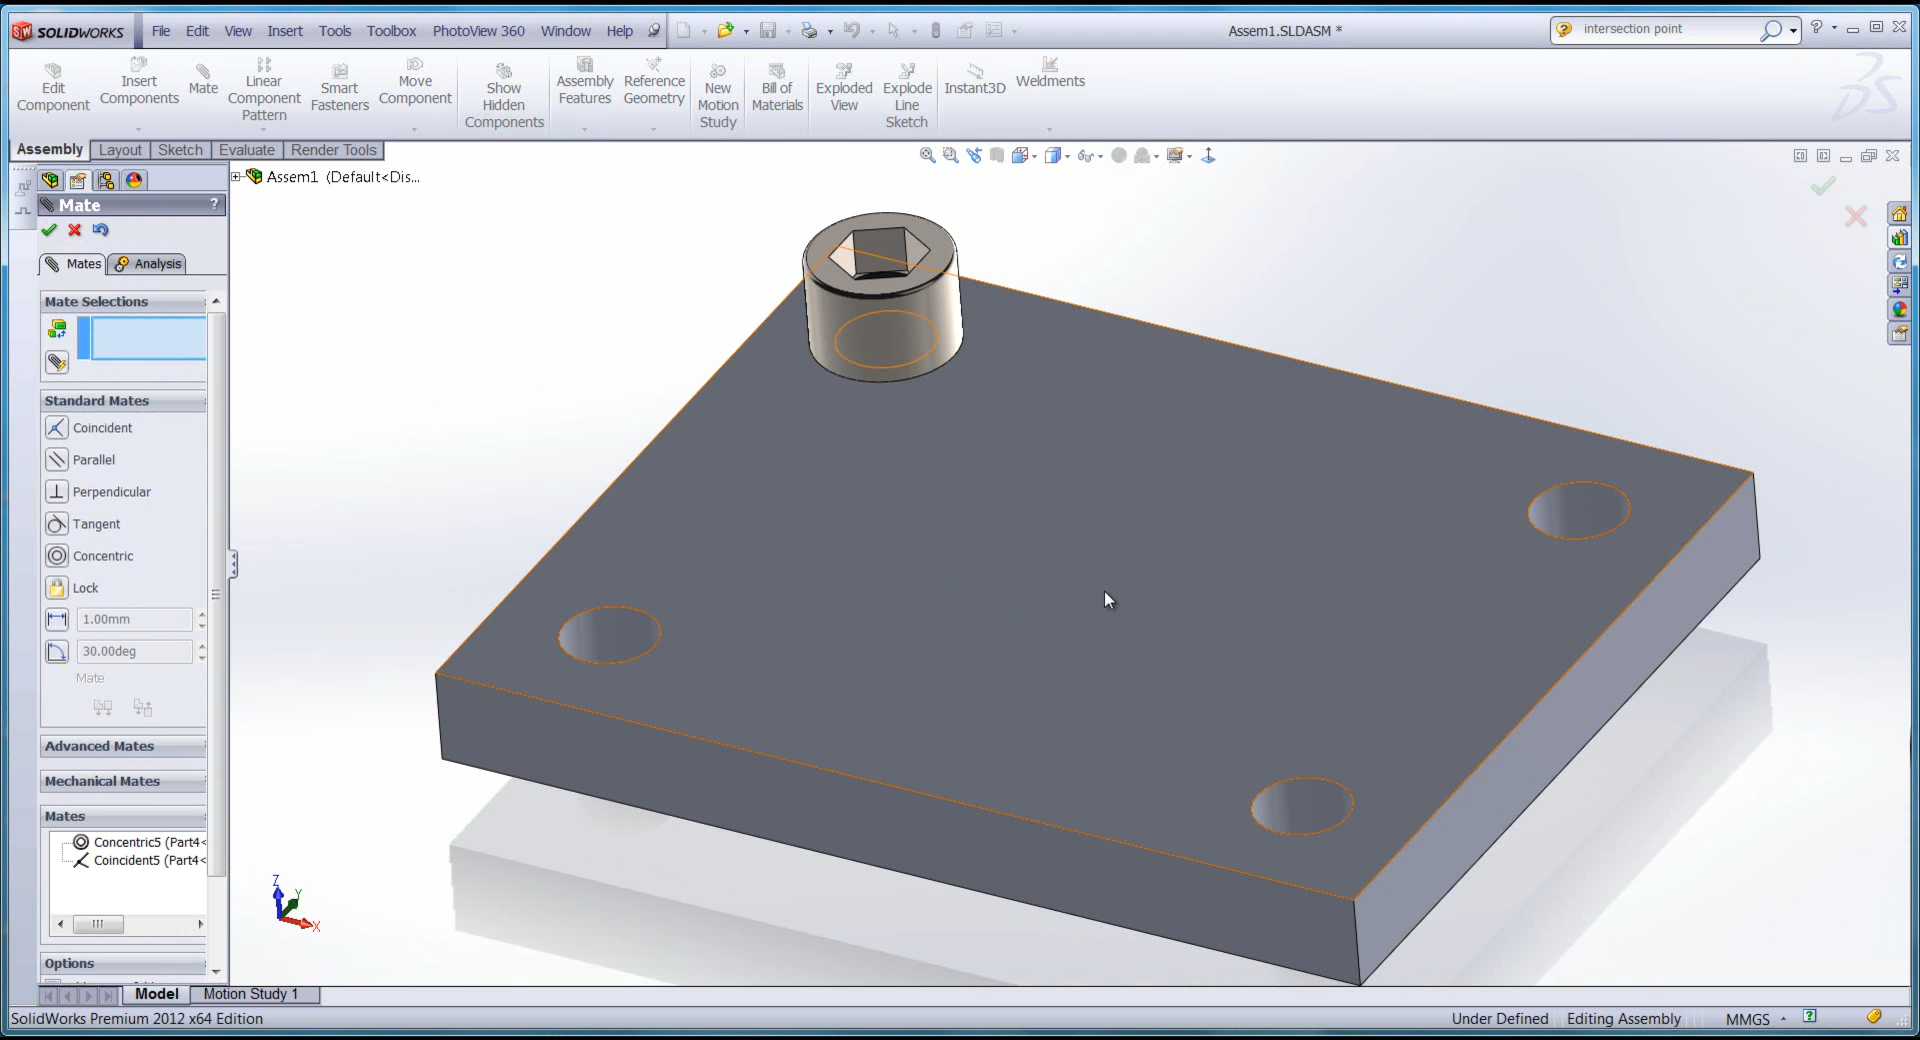 SOLIDWORKS File Edit View Insert Tools Toolbox PhotoView 360 Window Help Assem1.SLDASM * intersection point
Edit Component
Insert Components
Mate
Linear Component Pattern
Smart Fasteners
Move Component
Show Hidden Components
Assembly Features
Reference Geometry
New Motion Study
Bill of Materials
Exploded View
Explode Line Sketch
Instant3D
Weldments
Assembly Layout Sketch Evaluate Render Tools
Assem1 (Default<Dis...
Mate ?
Mates Analysis
Mate Selections
Standard Mates
Coincident
Parallel
Perpendicular
Tangent
Concentric
Lock
1.00mm
30.00deg
Mate
Advanced Mates
Mechanical Mates
Mates
Concentric5 (Part4<
Coincident5 (Part4<
Options
Z
Y
X
Model Motion Study 1
SolidWorks Premium 2012 x64 Edition Under Defined Editing Assembly MMGS